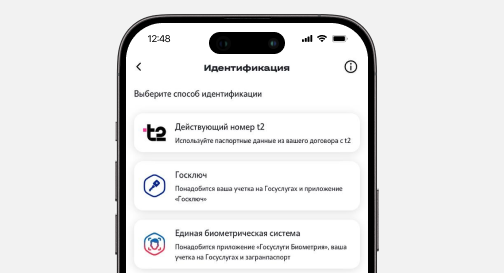 12:48
Идентификация
Выберите способ идентификации
t2
Действующий номер t2
Используйте паспортные данные из вашего договора с t2
Госключ
Понадобится ваша учетка на Госуслугах и приложение
«Госключ»
Единая биометрическая система
Понадобится приложение «Госуслуги Биометрия», ваша
учетка на Госуслугах и загранпаспорт